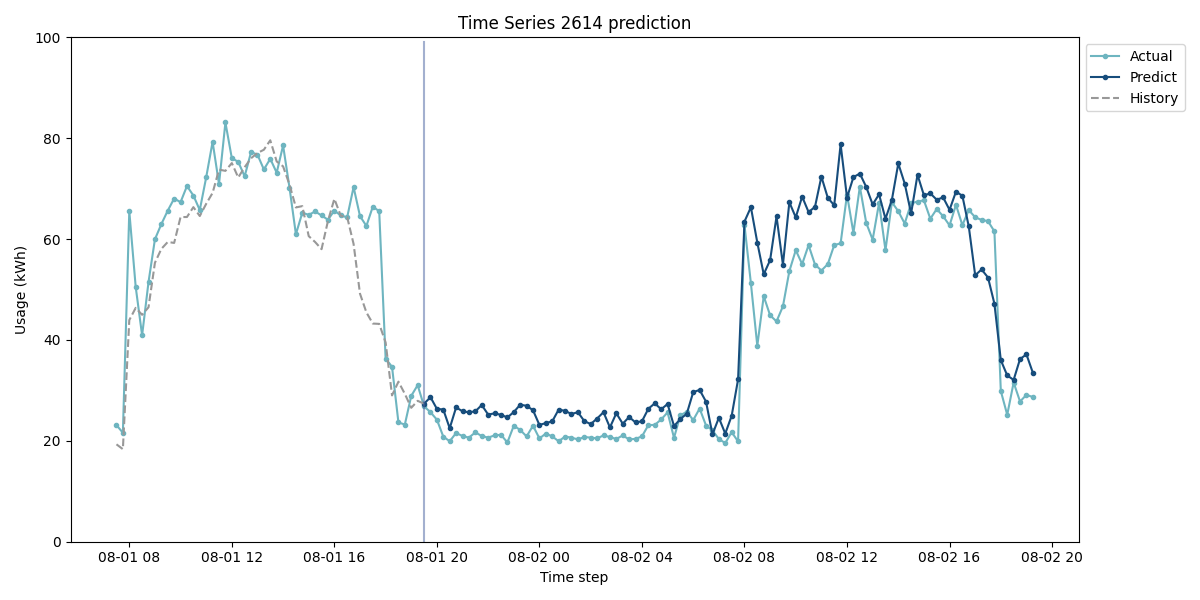 Time Series 2614 prediction
Usage (kWh)
100
80
60
40
20
0
08-01 08
08-01 12
08-01 16
08-01 20
08-02 00
08-02 04
08-02 08
08-02 12
08-02 16
08-02 20
Time step
Actual
Predict
History